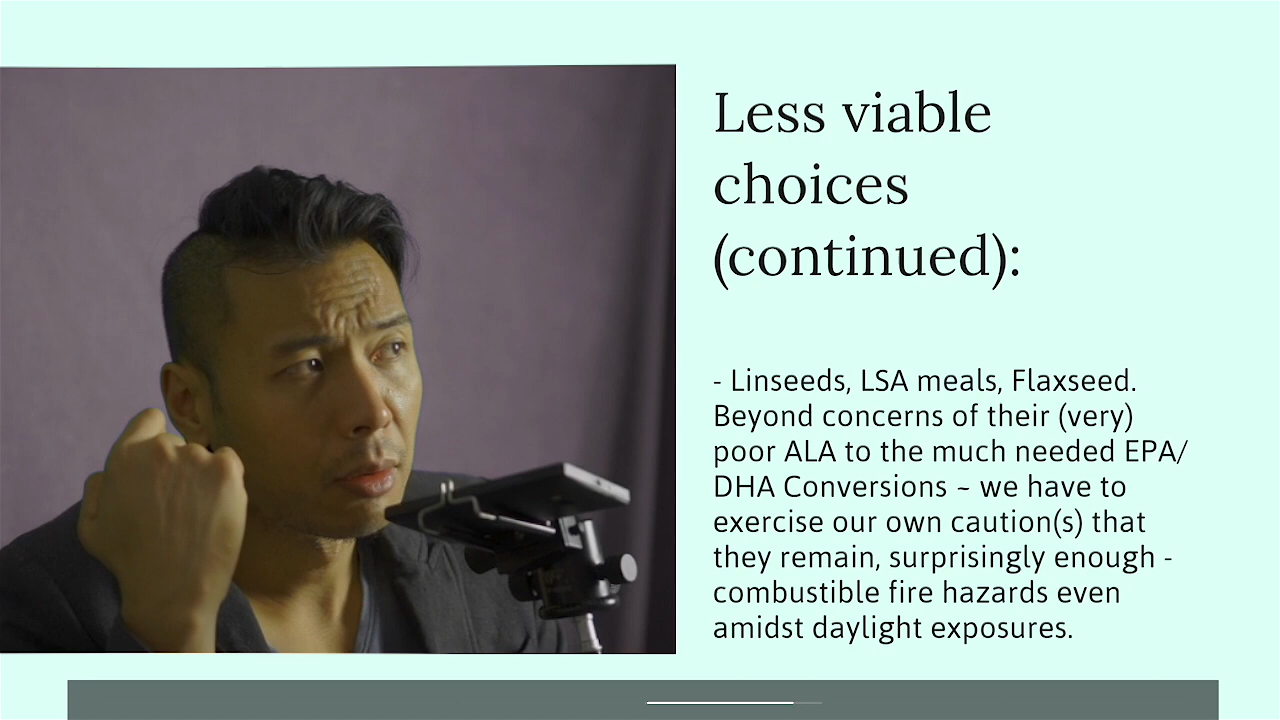 Less viable
choices
(continued):
- Linseeds, LSA meals, Flaxseed.
Beyond concerns of their (very)
poor ALA to the much needed EPA/
DHA Conversions ~ we have to
exercise our own caution(s) that
they remain, surprisingly enough -
combustible fire hazards even
amidst daylight exposures.